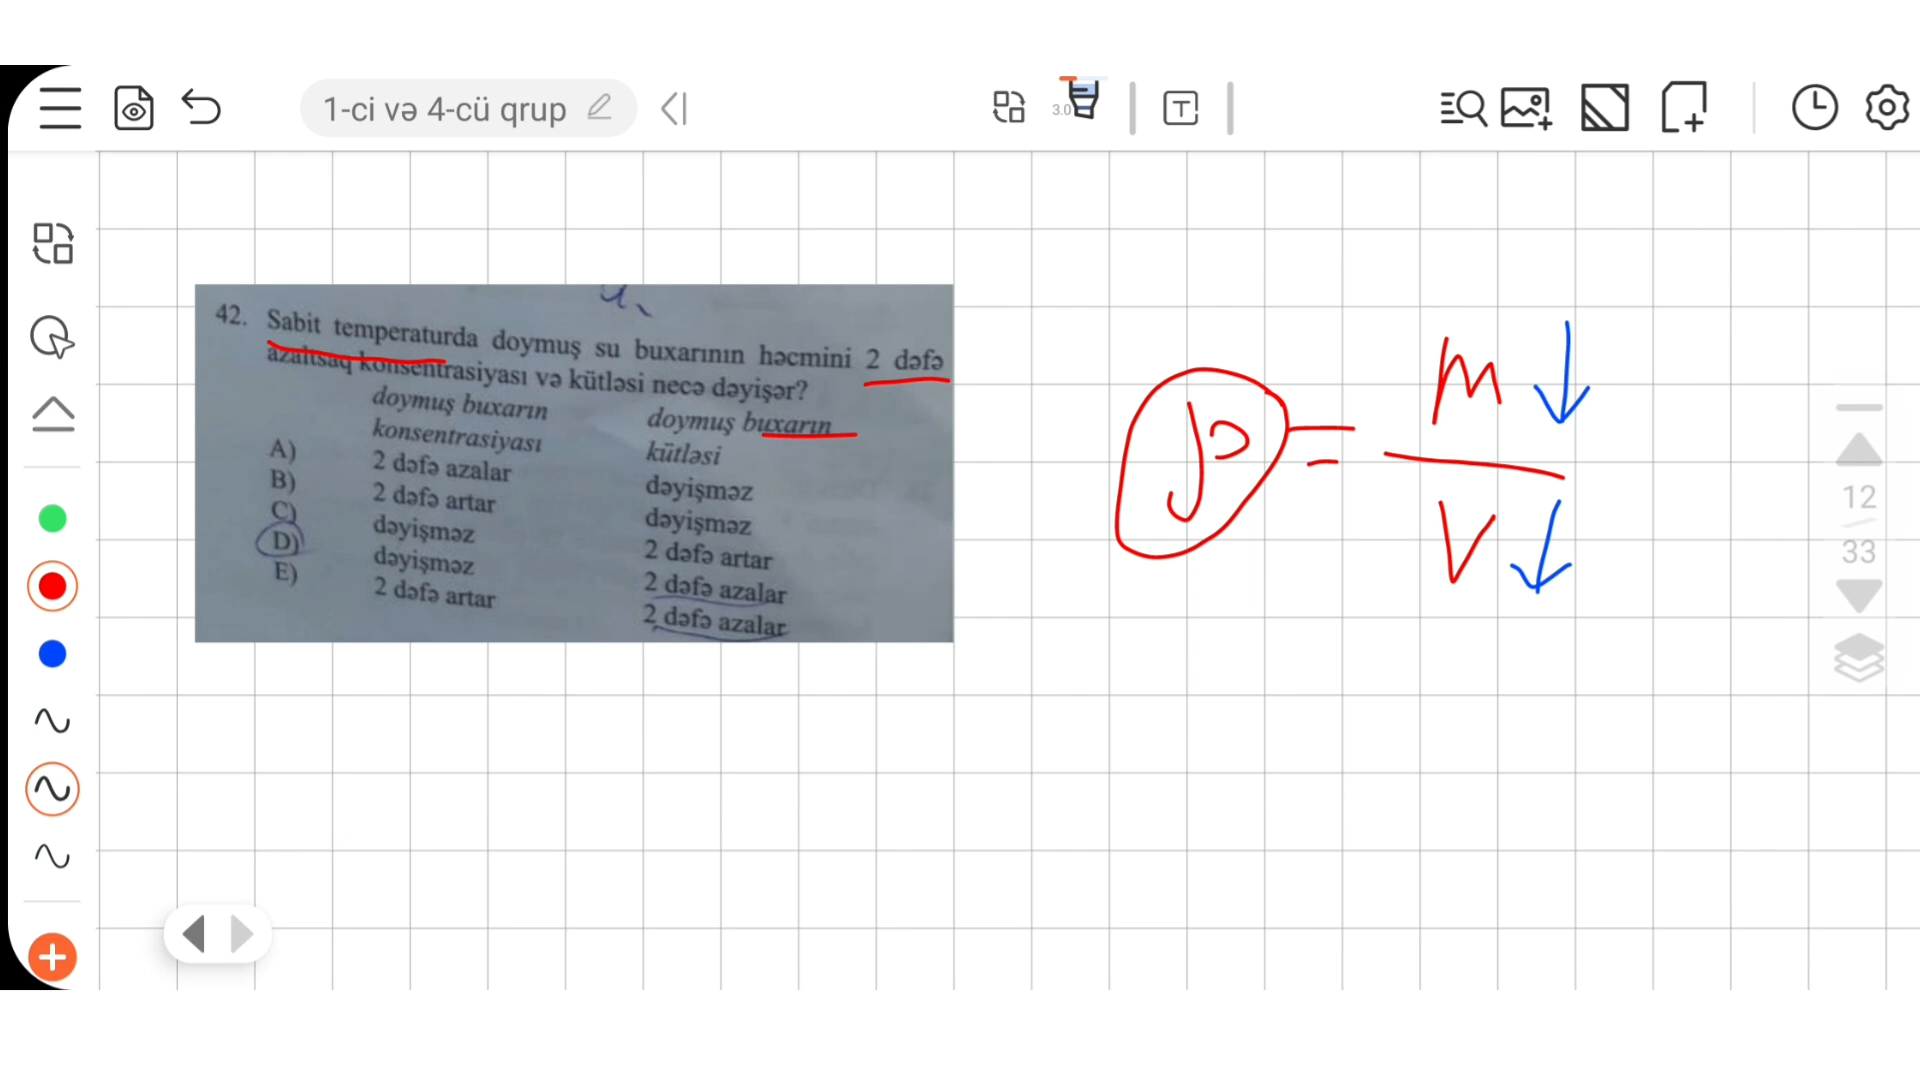 1-ci və 4-cü qrup
3.0
T
42. Sabit temperaturda doymuş su buxarının həcmini 2 dəfə
azaltsaq konsentrasiyası və kütləsi necə dəyişər?
doymuş buxarın doymuş buxarın
konsentrasiyası kütləsi
A) 2 dəfə azalar dəyişməz
B) 2 dəfə artar dəyişməz
C) dəyişməz 2 dəfə artar
D) dəyişməz 2 dəfə azalar
E) 2 dəfə artar 2 dəfə azalar
ρ = m
V
12
33